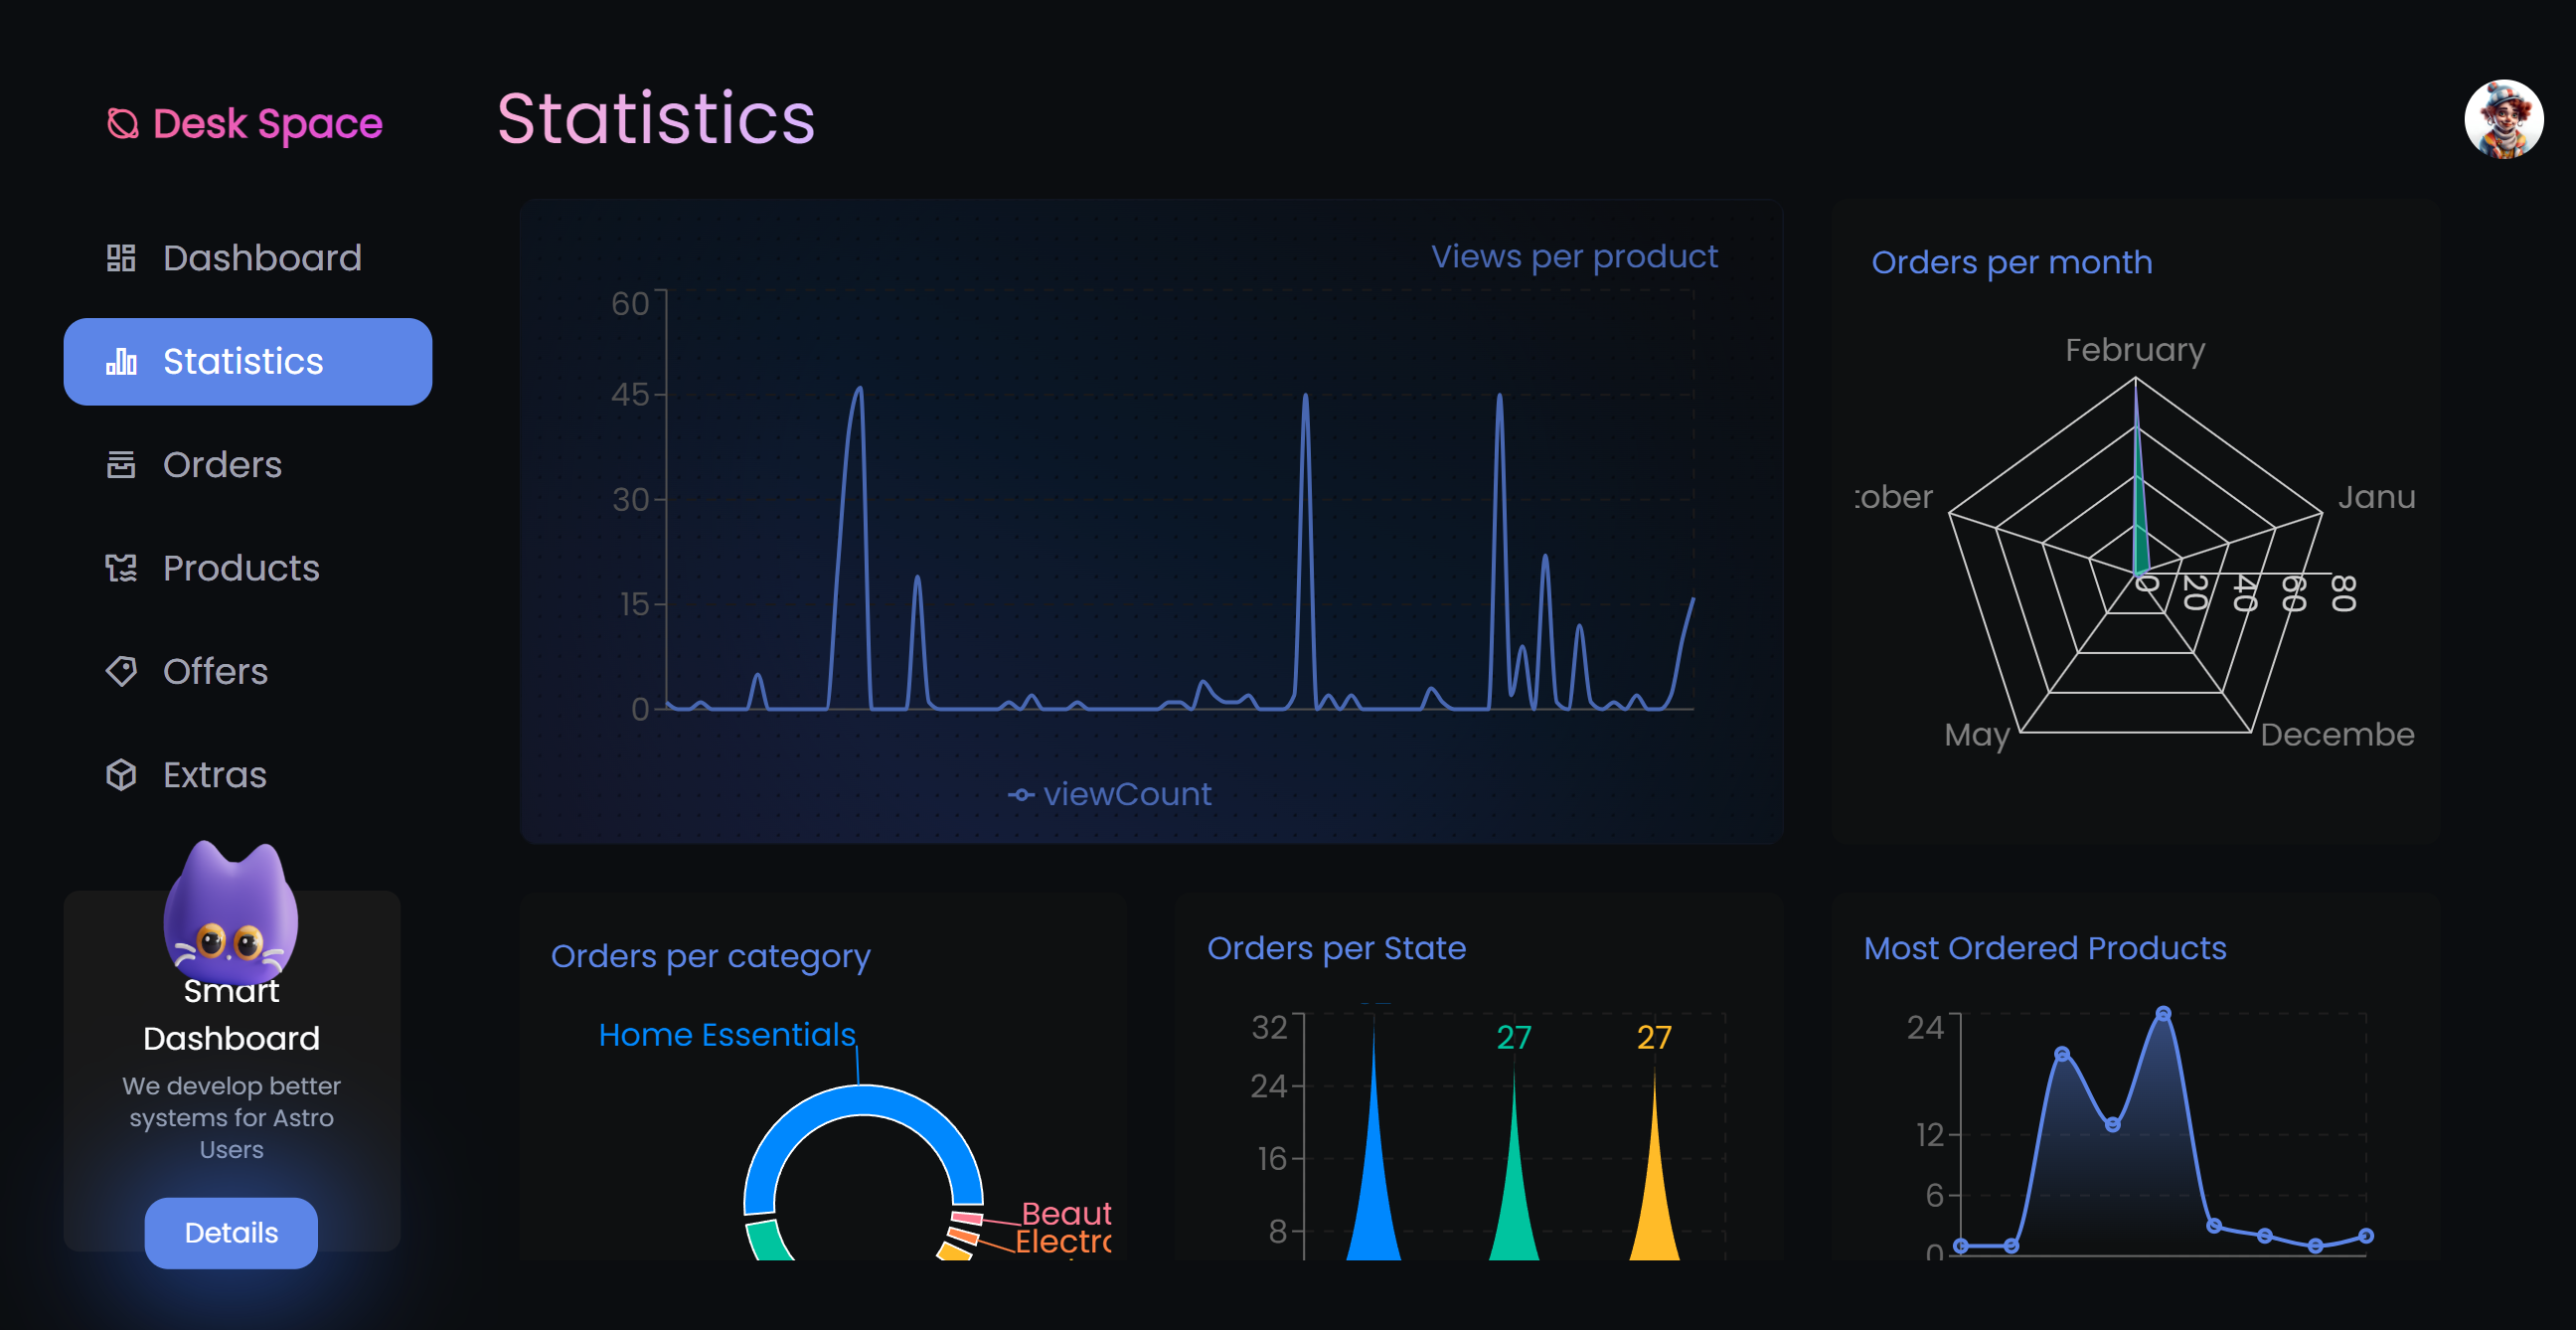 Desk Space
Statistics
Dashboard
Statistics
Orders
Products
Offers
Extras
Smart
Dashboard
We develop better
systems for Astro
Users
Details
Views per product
60
45
30
15
0
viewCount
Orders per month
February
tober
Janu
0
20
40
60
80
May
Decembe
Orders per category
Home Essentials
Beaut
Electro
Orders per State
32
24
16
8
27
27
Most Ordered Products
24
12
6
0